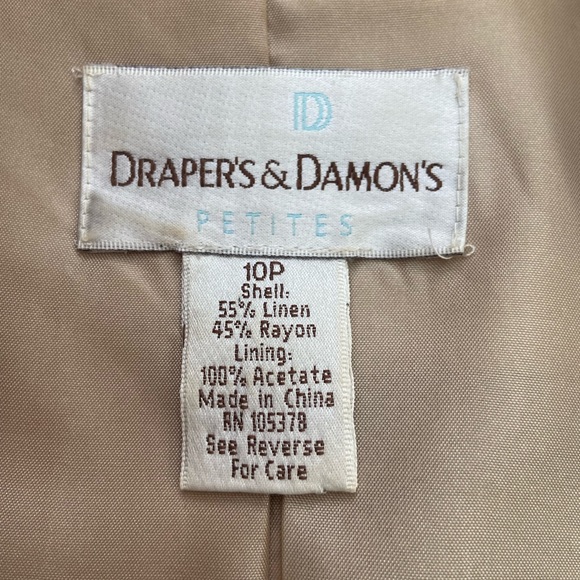 D
DRAPER'S & DAMON'S
PETITES
10P
Shell:
55% Linen
45% Rayon
Lining:
100% Acetate
Made in China
RN 105378
See Reverse
For Care